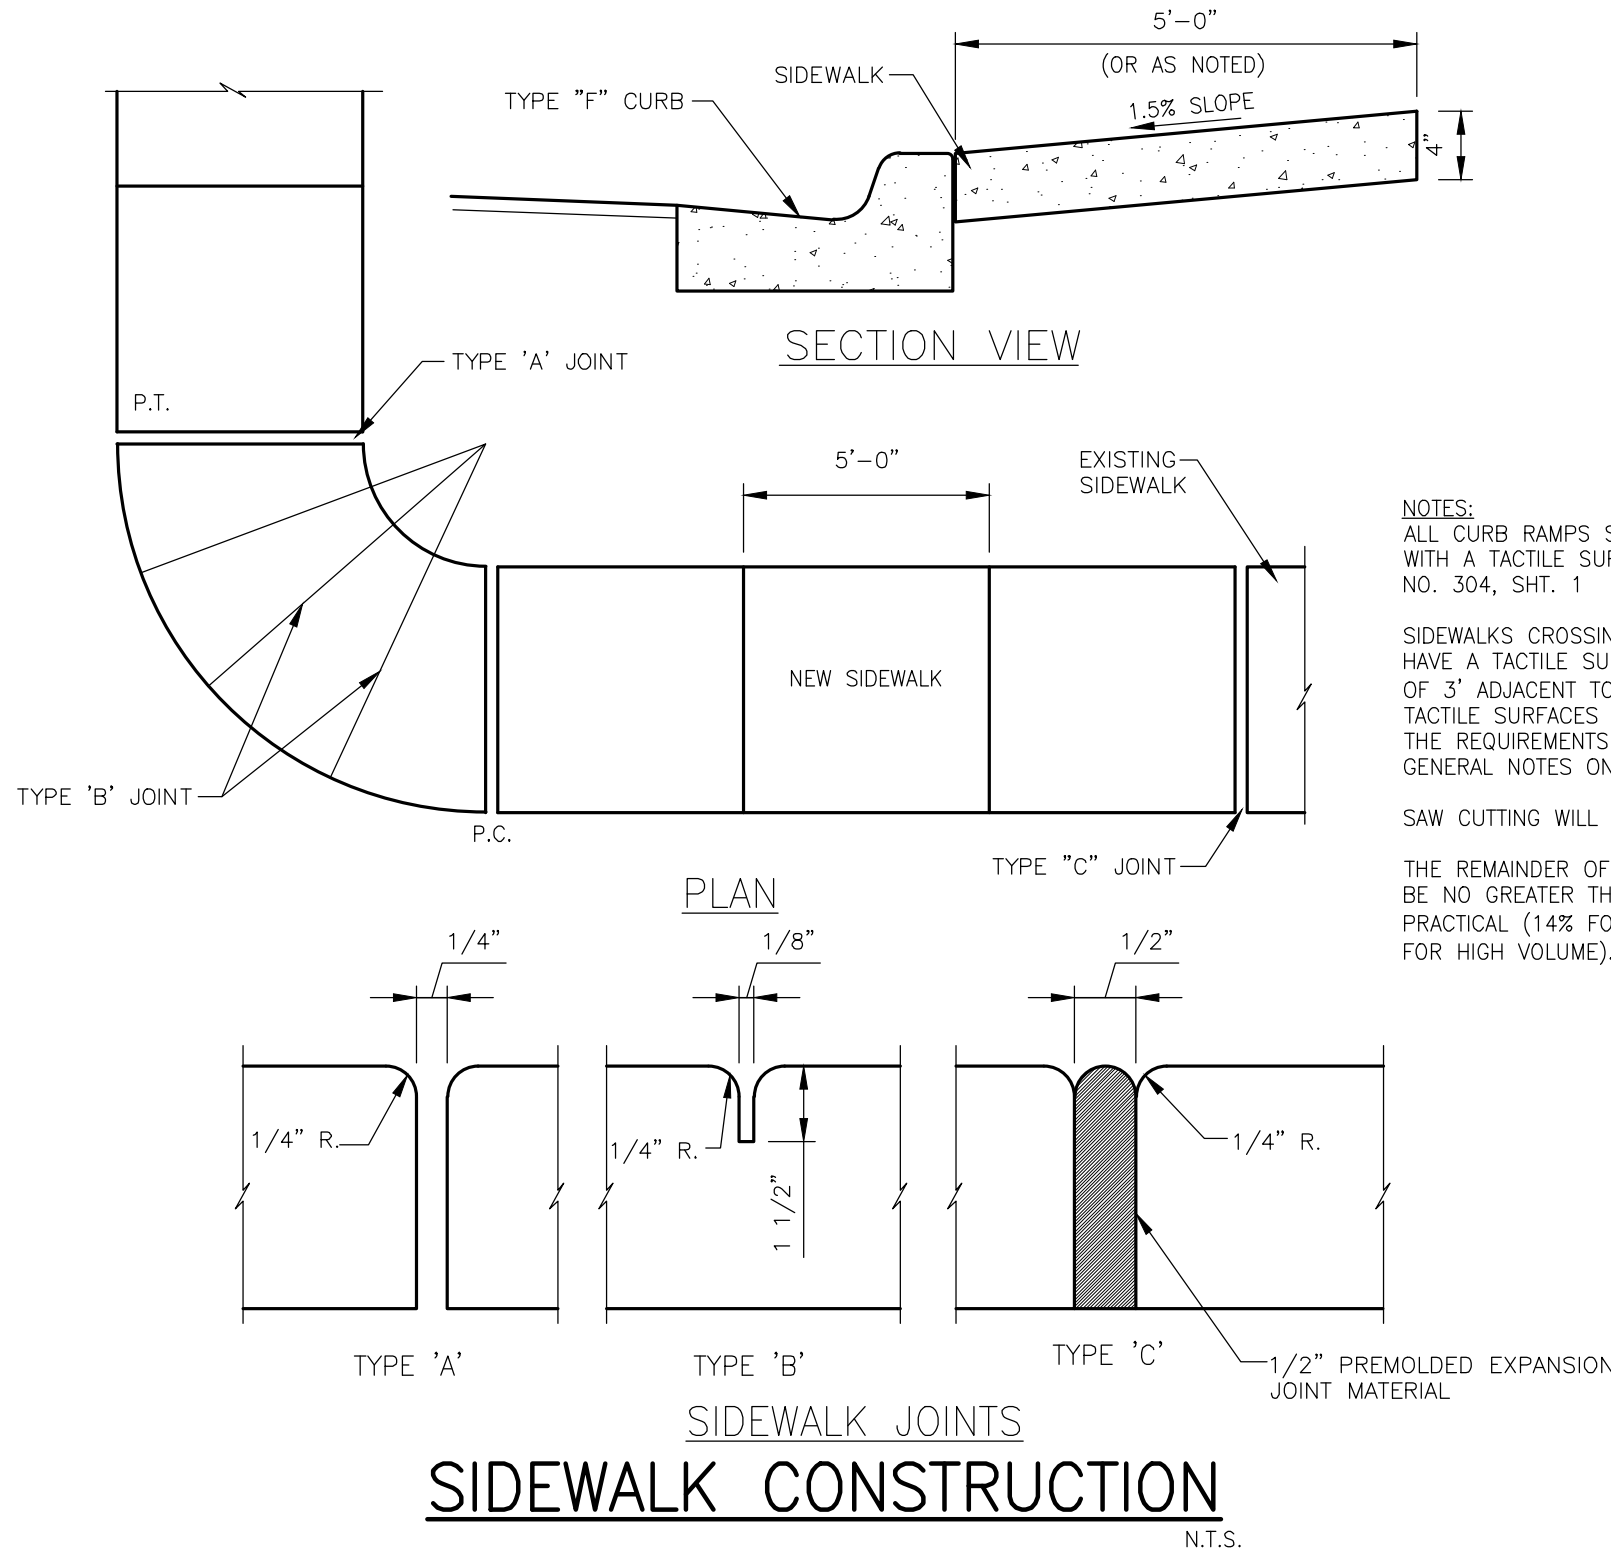 5'-0"
(OR AS NOTED)
SIDEWALK
TYPE "F" CURB
1.5% SLOPE
4"
SECTION VIEW
TYPE 'A' JOINT
P.T.
5'-0"
EXISTING
SIDEWALK
NEW SIDEWALK
TYPE 'B' JOINT
P.C.
TYPE "C" JOINT
PLAN
NOTES:
ALL CURB RAMPS
WITH A TACTILE
NO. 304, SHT. 1
SIDEWALKS
HAVE A TACTILE
OF 3' ADJACENT TO
TACTILE SURFACES
THE REQUIREMENTS
GENERAL NOTES ON
SAW CUTTING WILL
THE REMAINDER OF
BE NO GREATER
PRACTICAL (14%
FOR HIGH VOLUME).
1/4"
1/8"
1/2"
1/4" R.
1/4" R.
1 1/2"
1/4" R.
TYPE 'A'
TYPE 'B'
TYPE 'C'
1/2" PREMOLDED EXPANSION
JOINT MATERIAL
SIDEWALK JOINTS
SIDEWALK CONSTRUCTION
N.T.S.